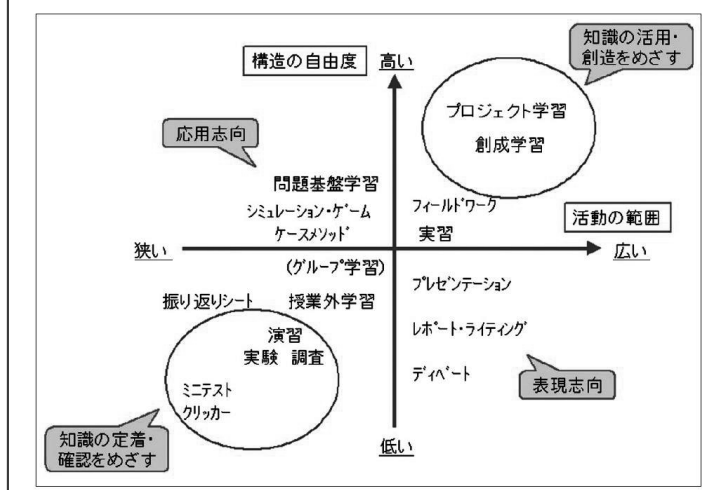 知識の活用・
創造をめざす
構造の自由度 高い
プロジェクト学習
創成学習
応用志向
問題基盤学習
シミュレーション・ゲーム
ケースメソッド
フィールドワーク
実習
活動の範囲
狭い
広い
(グループ学習)
プレゼンテーション
振り返りシート 授業外学習
レポート・ライティング
演習
実験 調査
ディベート
表現志向
ミニテスト
クリッカー
知識の定着・
確認をめざす
低い